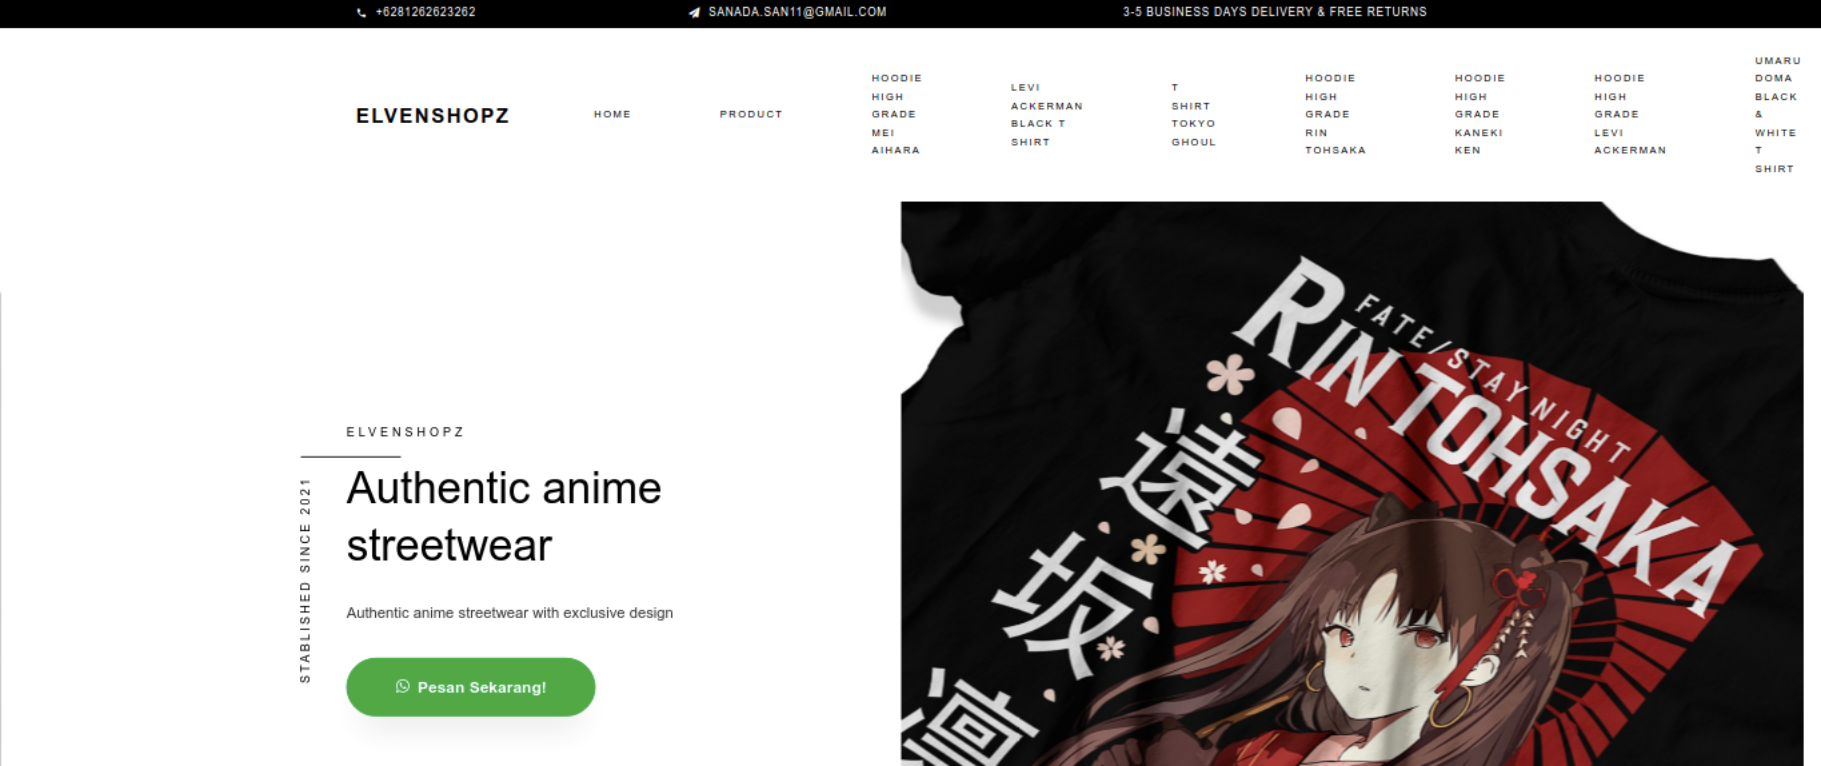 +6281262623262
SANADA.SAN11@GMAIL.COM
3-5 BUSINESS DAYS DELIVERY & FREE RETURNS
ELVENSHOPZ
HOME
PRODUCT
HOODIE
HIGH
GRADE
MEI
AIHARA
LEVI
ACKERMAN
BLACK T
SHIRT
T
SHIRT
TOKYO
GHOUL
HOODIE
HIGH
GRADE
RIN
TOHSAKA
HOODIE
HIGH
GRADE
KANEKI
KEN
HOODIE
HIGH
GRADE
LEVI
ACKERMAN
UMARU
DOMA
BLACK
&
WHITE
T
SHIRT
ELVENSHOPZ
STABLISHED SINCE 2021
Authentic anime
streetwear
Authentic anime streetwear with exclusive design
Pesan Sekarang!
FATE/STAY NIGHT
RIN TOHSAKA
遠坂凛